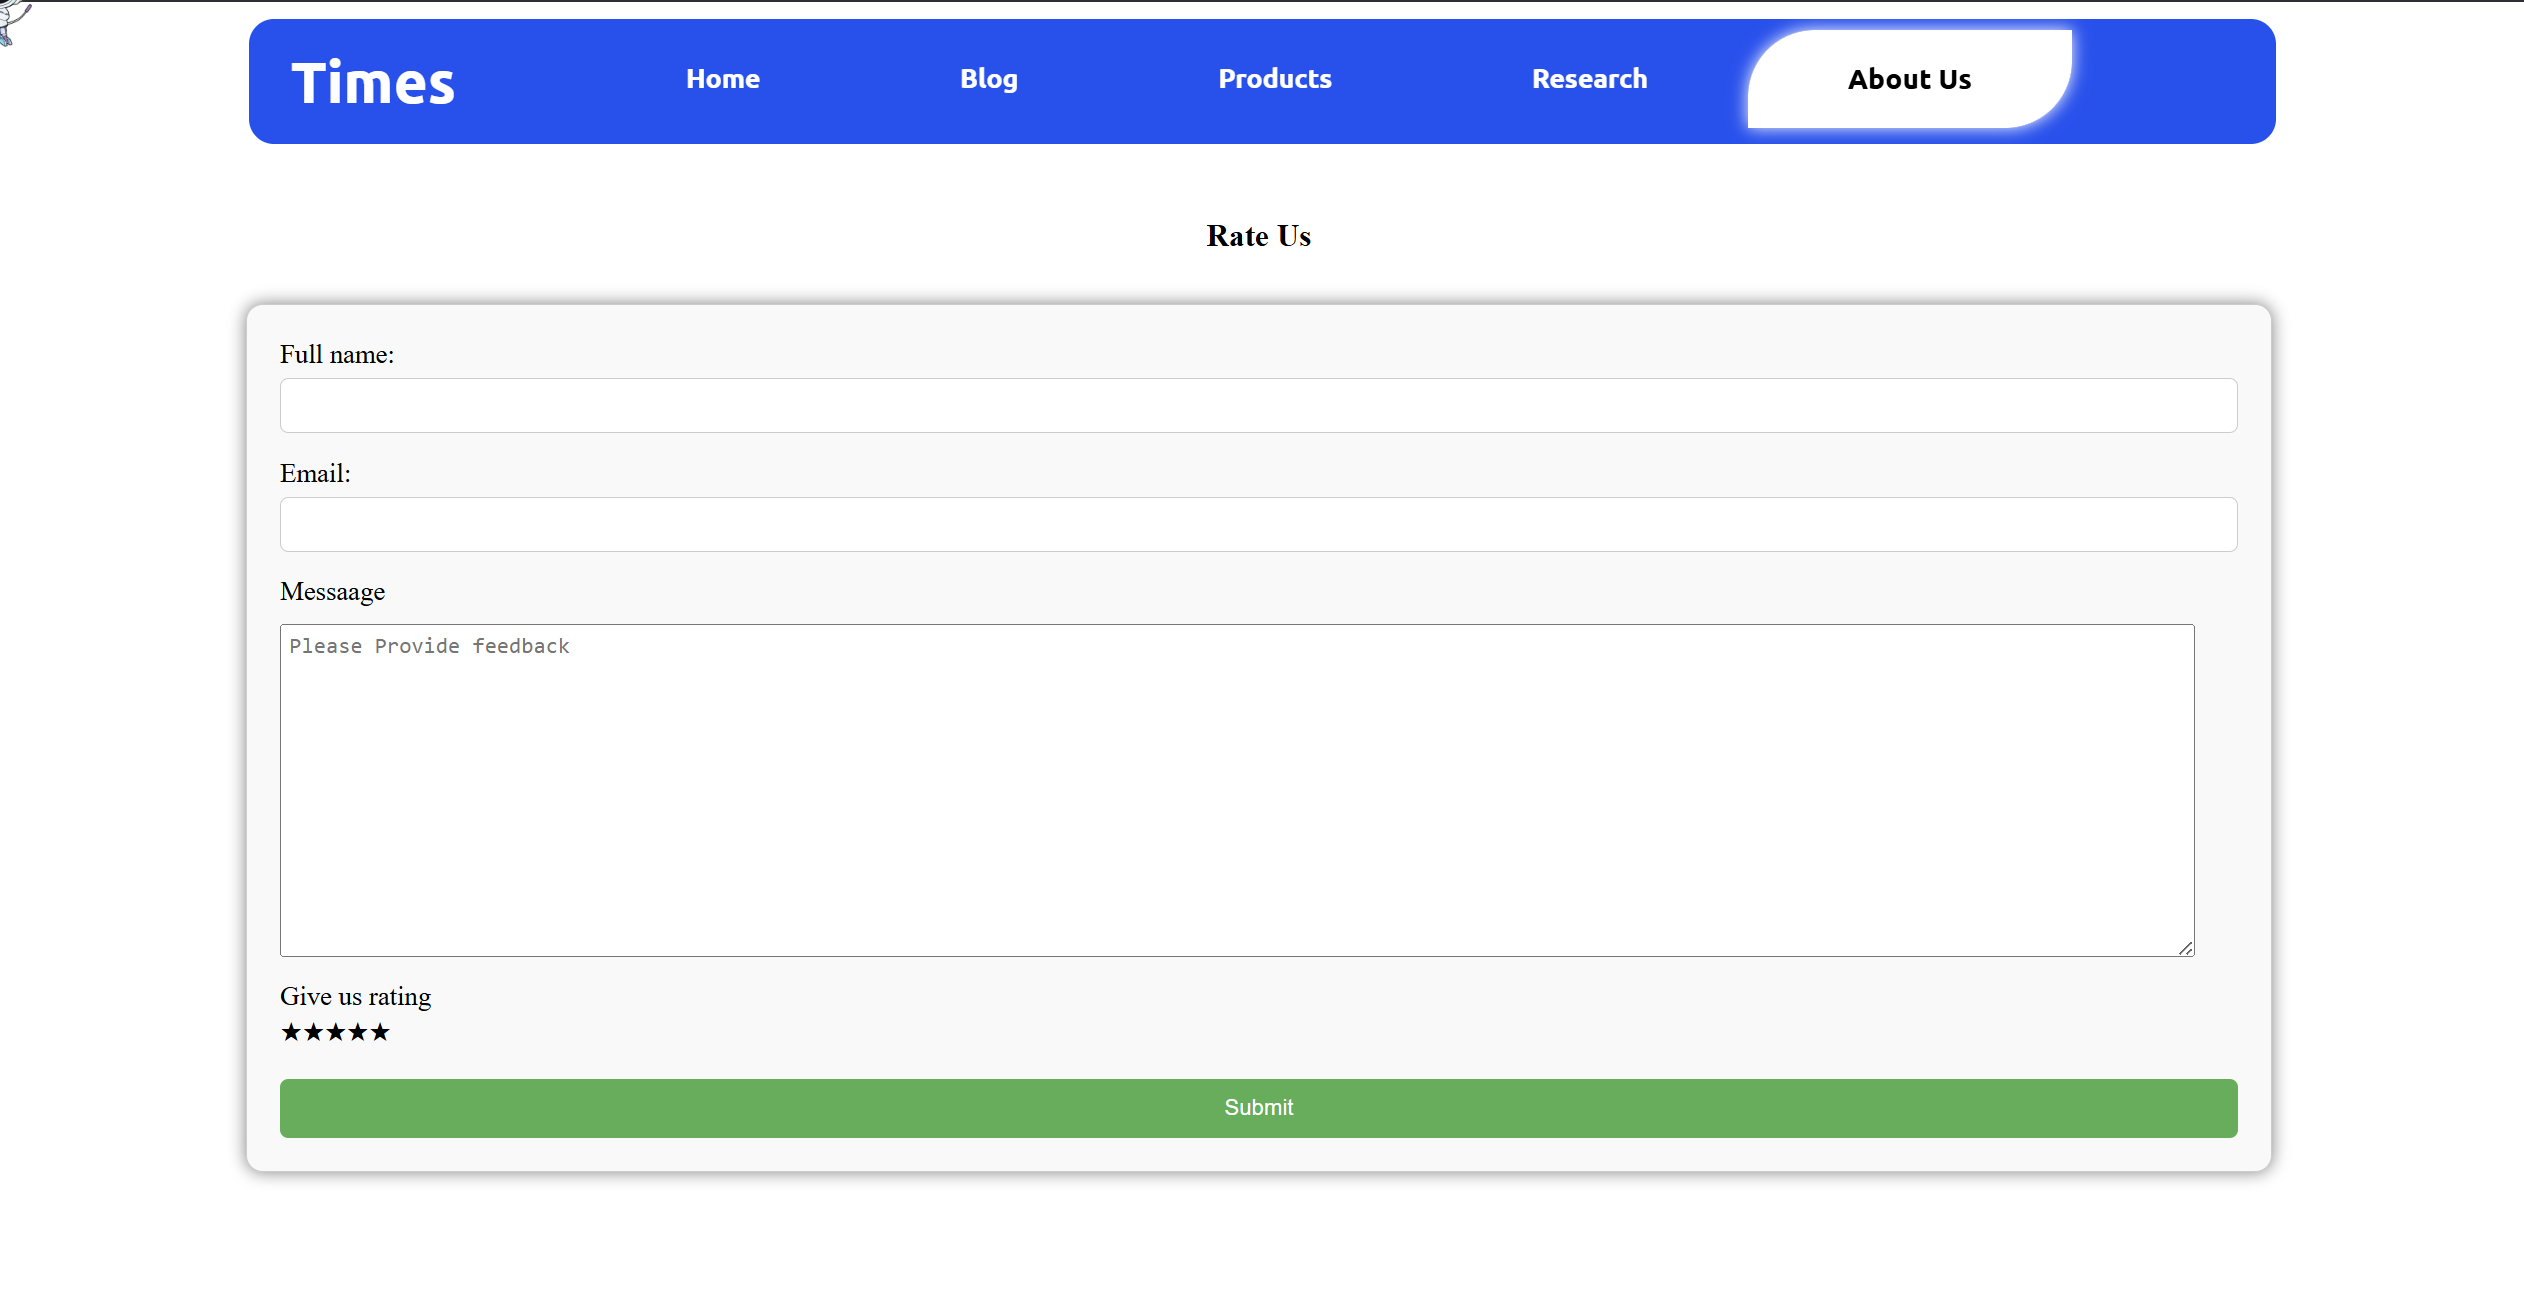 Times Home Blog Products Research About Us
Rate Us
Full name:
Email:
Messaage
Please Provide feedback
Give us rating
★★★★★
Submit